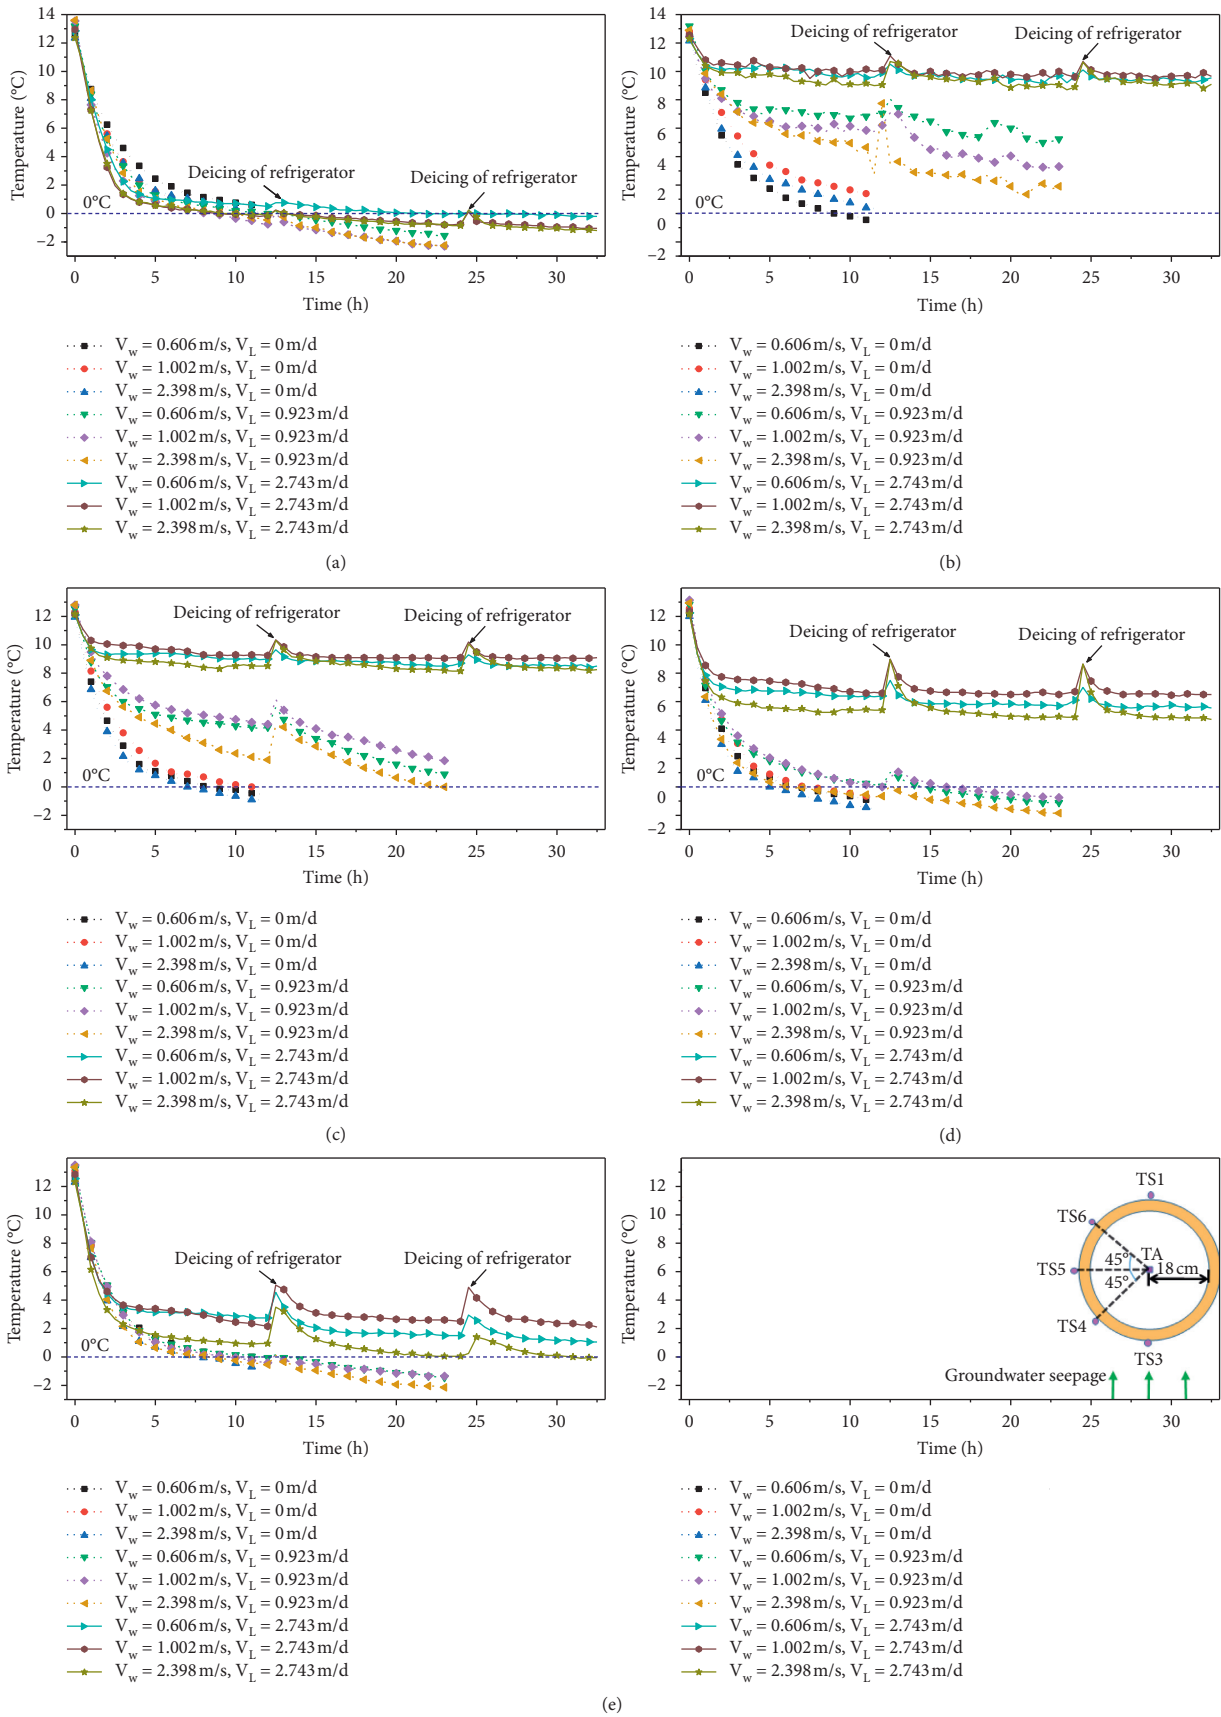 14
12
10
8
6
4
2
0
−2
Temperature (°C)
0°C
Deicing of refrigerator
Deicing of refrigerator
0 5 10 15 20 25 30
Time (h)
V_w = 0.606 m/s, V_L = 0 m/d
V_w = 1.002 m/s, V_L = 0 m/d
V_w = 2.398 m/s, V_L = 0 m/d
V_w = 0.606 m/s, V_L = 0.923 m/d
V_w = 1.002 m/s, V_L = 0.923 m/d
V_w = 2.398 m/s, V_L = 0.923 m/d
V_w = 0.606 m/s, V_L = 2.743 m/d
V_w = 1.002 m/s, V_L = 2.743 m/d
V_w = 2.398 m/s, V_L = 2.743 m/d
(a)
14
12
10
8
6
4
2
0
−2
Temperature (°C)
0°C
Deicing of refrigerator
Deicing of refrigerator
0 5 10 15 20 25 30
Time (h)
V_w = 0.606 m/s, V_L = 0 m/d
V_w = 1.002 m/s, V_L = 0 m/d
V_w = 2.398 m/s, V_L = 0 m/d
V_w = 0.606 m/s, V_L = 0.923 m/d
V_w = 1.002 m/s, V_L = 0.923 m/d
V_w = 2.398 m/s, V_L = 0.923 m/d
V_w = 0.606 m/s, V_L = 2.743 m/d
V_w = 1.002 m/s, V_L = 2.743 m/d
V_w = 2.398 m/s, V_L = 2.743 m/d
(b)
12
10
8
6
4
2
0
−2
Temperature (°C)
0°C
Deicing of refrigerator
Deicing of refrigerator
0 5 10 15 20 25 30
Time (h)
V_w = 0.606 m/s, V_L = 0 m/d
V_w = 1.002 m/s, V_L = 0 m/d
V_w = 2.398 m/s, V_L = 0 m/d
V_w = 0.606 m/s, V_L = 0.923 m/d
V_w = 1.002 m/s, V_L = 0.923 m/d
V_w = 2.398 m/s, V_L = 0.923 m/d
V_w = 0.606 m/s, V_L = 2.743 m/d
V_w = 1.002 m/s, V_L = 2.743 m/d
V_w = 2.398 m/s, V_L = 2.743 m/d
(c)
12
10
8
6
4
2
0
−2
Temperature (°C)
0°C
Deicing of refrigerator
Deicing of refrigerator
0 5 10 15 20 25 30
Time (h)
V_w = 0.606 m/s, V_L = 0 m/d
V_w = 1.002 m/s, V_L = 0 m/d
V_w = 2.398 m/s, V_L = 0 m/d
V_w = 0.606 m/s, V_L = 0.923 m/d
V_w = 1.002 m/s, V_L = 0.923 m/d
V_w = 2.398 m/s, V_L = 0.923 m/d
V_w = 0.606 m/s, V_L = 2.743 m/d
V_w = 1.002 m/s, V_L = 2.743 m/d
V_w = 2.398 m/s, V_L = 2.743 m/d
(d)
12
10
8
6
4
2
0
−2
Temperature (°C)
0°C
Deicing of refrigerator
Deicing of refrigerator
0 5 10 15 20 25 30
Time (h)
V_w = 0.606 m/s, V_L = 0 m/d
V_w = 1.002 m/s, V_L = 0 m/d
V_w = 2.398 m/s, V_L = 0 m/d
V_w = 0.606 m/s, V_L = 0.923 m/d
V_w = 1.002 m/s, V_L = 0.923 m/d
V_w = 2.398 m/s, V_L = 0.923 m/d
V_w = 0.606 m/s, V_L = 2.743 m/d
V_w = 1.002 m/s, V_L = 2.743 m/d
V_w = 2.398 m/s, V_L = 2.743 m/d
12
10
8
6
4
2
0
−2
Temperature (°C)
TS1
TS6
TA
45°
TS5
18 cm
45°
TS4
TS3
Groundwater seepage
0 5 10 15 20 25 30
Time (h)
V_w = 0.606 m/s, V_L = 0 m/d
V_w = 1.002 m/s, V_L = 0 m/d
V_w = 2.398 m/s, V_L = 0 m/d
V_w = 0.606 m/s, V_L = 0.923 m/d
V_w = 1.002 m/s, V_L = 0.923 m/d
V_w = 2.398 m/s, V_L = 0.923 m/d
V_w = 0.606 m/s, V_L = 2.743 m/d
V_w = 1.002 m/s, V_L = 2.743 m/d
V_w = 2.398 m/s, V_L = 2.743 m/d
(e)